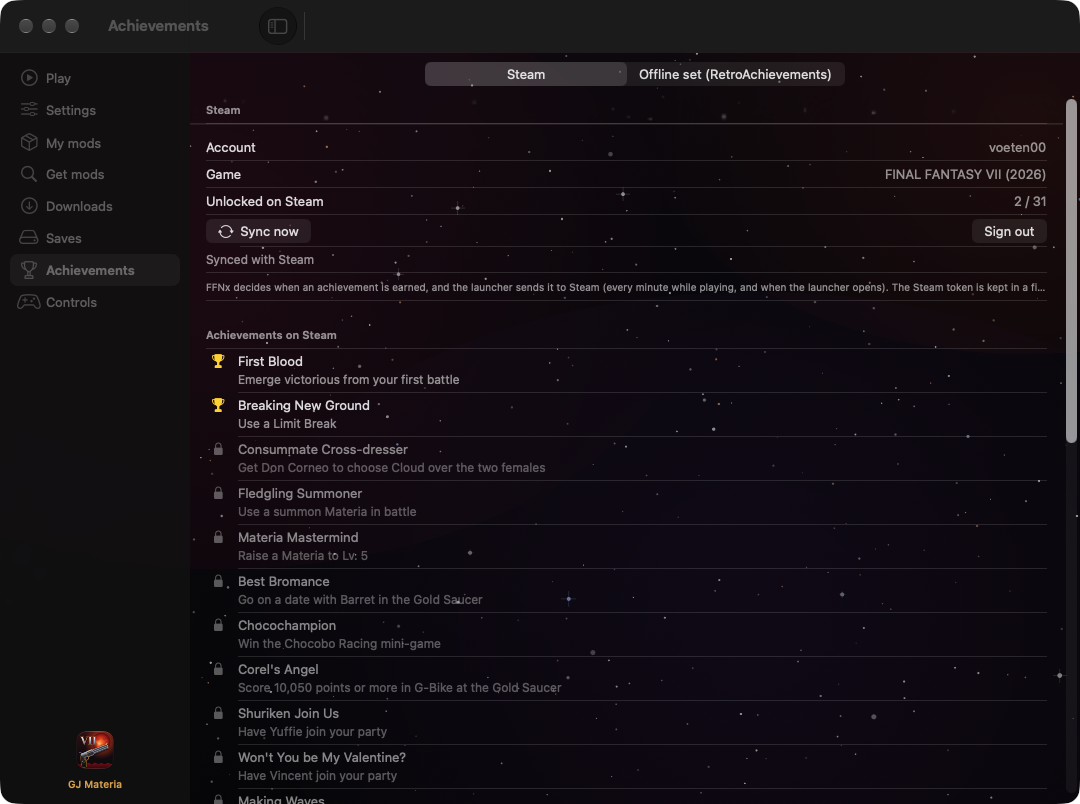 Achievements
Play
Settings
My mods
Get mods
Downloads
Saves
Achievements
Controls
VII
GJ Materia
Steam
Offline set (RetroAchievements)
Steam
Account
voeten00
Game
FINAL FANTASY VII (2026)
Unlocked on Steam
2 / 31
Sync now
Sign out
Synced with Steam
FFNx decides when an achievement is earned, and the launcher sends it to Steam (every minute while playing, and when the launcher opens). The Steam token is kept in a fi...
Achievements on Steam
First Blood
Emerge victorious from your first battle
Breaking New Ground
Use a Limit Break
Consummate Cross-dresser
Get Don Corneo to choose Cloud over the two females
Fledgling Summoner
Use a summon Materia in battle
Materia Mastermind
Raise a Materia to Lv: 5
Best Bromance
Go on a date with Barret in the Gold Saucer
Chocochampion
Win the Chocobo Racing mini-game
Corel's Angel
Score 10,050 points or more in G-Bike at the Gold Saucer
Shuriken Join Us
Have Yuffie join your party
Won't You be My Valentine?
Have Vincent join your party
Making Waves